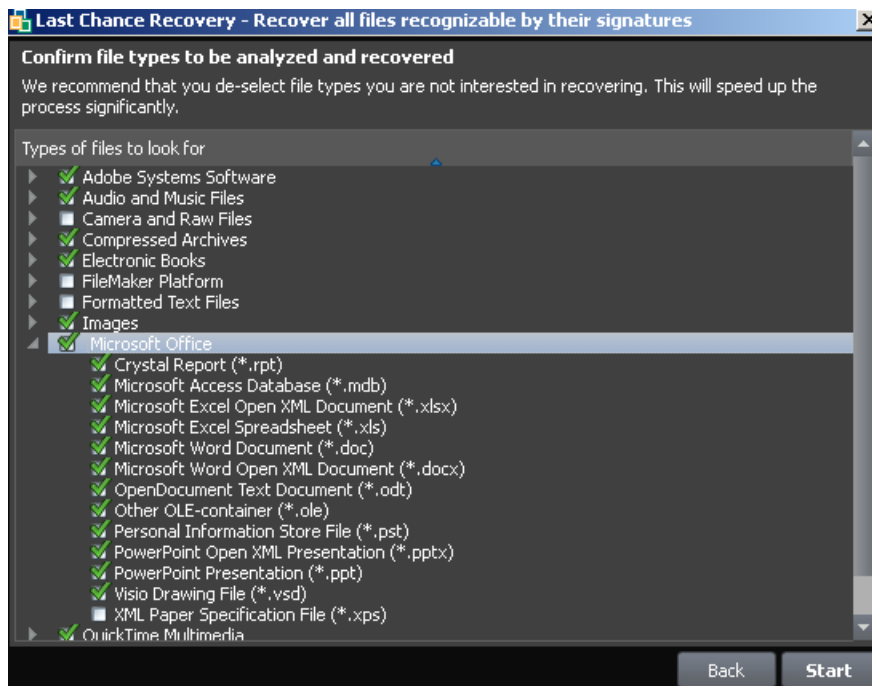 Last Chance Recovery - Recover all files recognizable by their signatures
Confirm file types to be analyzed and recovered
We recommend that you de-select file types you are not interested in recovering. This will speed up the
process significantly.
Types of files to look for
Adobe Systems Software
Audio and Music Files
Camera and Raw Files
Compressed Archives
Electronic Books
FileMaker Platform
Formatted Text Files
Images
Microsoft Office
Crystal Report (*.rpt)
Microsoft Access Database (*.mdb)
Microsoft Excel Open XML Document (*.xlsx)
Microsoft Excel Spreadsheet (*.xls)
Microsoft Word Document (*.doc)
Microsoft Word Open XML Document (*.docx)
OpenDocument Text Document (*.odt)
Other OLE-container (*.ole)
Personal Information Store File (*.pst)
PowerPoint Open XML Presentation (*.pptx)
PowerPoint Presentation (*.ppt)
Visio Drawing File (*.vsd)
XML Paper Specification File (*.xps)
QuickTime Multimedia
Back Start